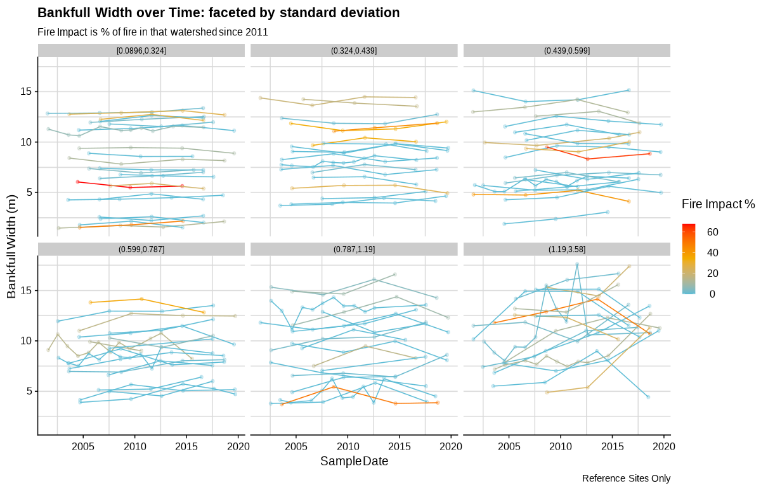 Bankfull Width over Time: faceted by standard deviation
Fire Impact is % of fire in that watershed since 2011
[0.0896,0.324]
(0.324,0.439]
(0.439,0.599]
15
10
5
(0.599,0.787]
(0.787,1.19]
(1.19,3.58]
15
10
5
Bankfull Width (m)
2005 2010 2015 2020
2005 2010 2015 2020
2005 2010 2015 2020
Sample Date
Fire Impact %
60
40
20
0
Reference Sites Only